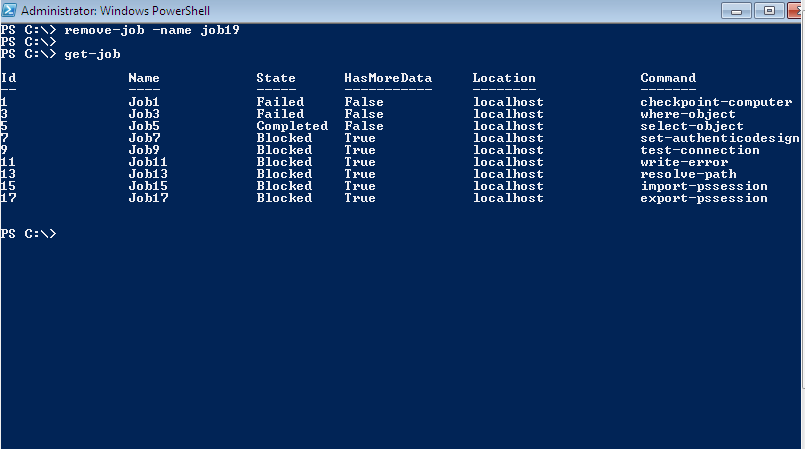 Administrator: Windows PowerShell
PS C:\> remove-job -name job19
PS C:\>
PS C:\> get-job
Id Name State HasMoreData Location Command
-- ---- ----- ----------- -------- -------
1 Job1 Failed False localhost checkpoint-computer
3 Job3 Failed False localhost where-object
5 Job5 Completed False localhost select-object
7 Job7 Blocked True localhost set-authenticodesign
9 Job9 Blocked True localhost test-connection
11 Job11 Blocked True localhost write-error
13 Job13 Blocked True localhost resolve-path
15 Job15 Blocked True localhost import-pssession
17 Job17 Blocked True localhost export-pssession
PS C:\>